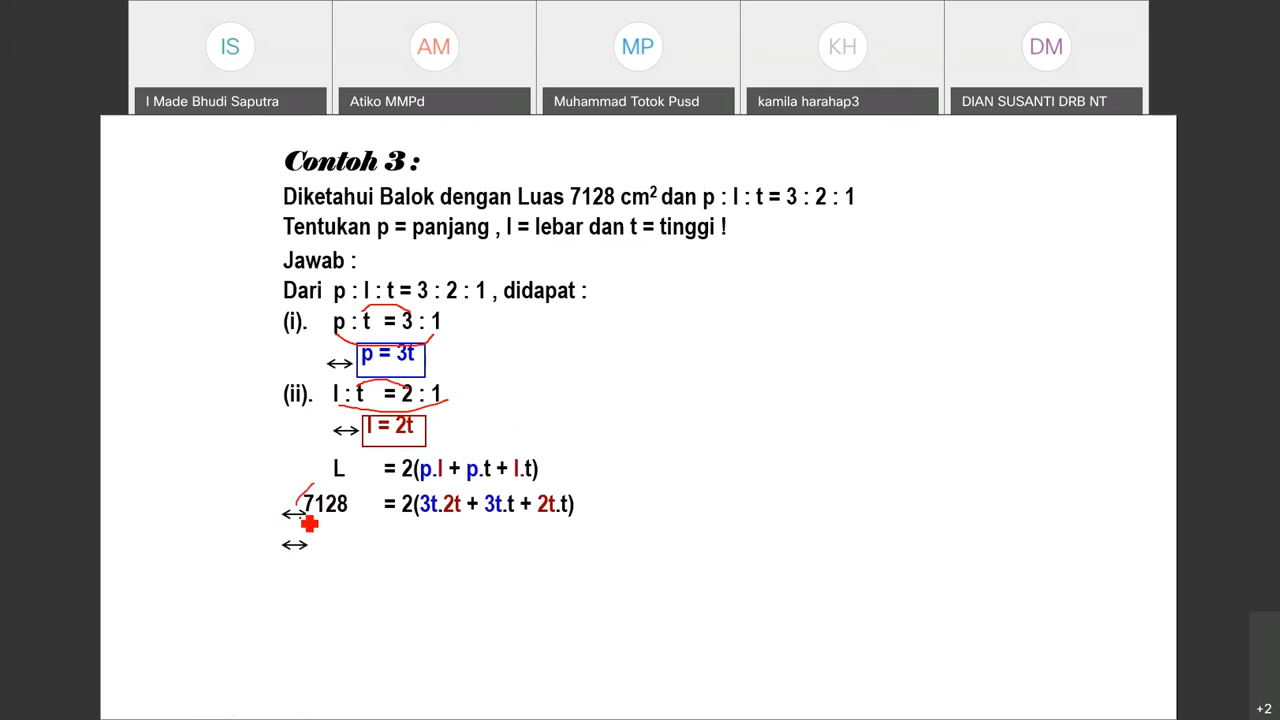 IS
AM
MP
KH
DM
I Made Bhudi Saputra
Atiko MMPd
Muhammad Totok Pusd
kamila harahap3
DIAN SUSANTI DRB NT
Contoh 3 :
Diketahui Balok dengan Luas 7128 cm² dan p : l : t = 3 : 2 : 1
Tentukan p = panjang , l = lebar dan t = tinggi !
Jawab :
Dari p : l : t = 3 : 2 : 1 , didapat :
(i). p : t = 3 : 1
↔ p = 3t
(ii). l : t = 2 : 1
↔ l = 2t
L = 2(p.l + p.t + l.t)
↔ 7128 = 2(3t.2t + 3t.t + 2t.t)
↔
+2